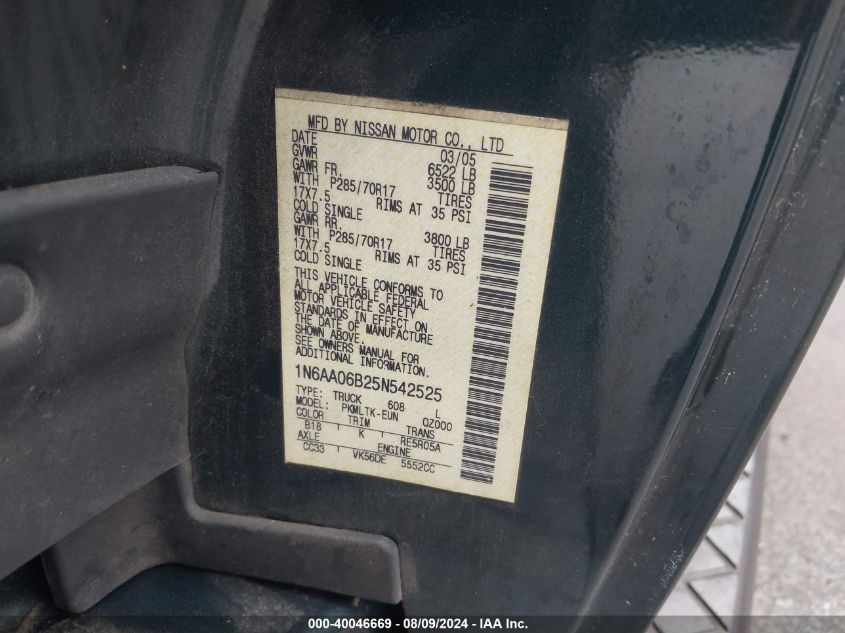 MFD BY NISSAN MOTOR CO., LTD
DATE 03/05
GVWR 6522 LB
GAWR FR. 3500 LB
WITH P285/70R17 TIRES
17X7.5 RIMS AT 35 PSI
COLD SINGLE
GAWR RR. 3800 LB
WITH P285/70R17 TIRES
17X7.5 RIMS AT 35 PSI
COLD SINGLE
THIS VEHICLE CONFORMS TO
ALL APPLICABLE FEDERAL
MOTOR VEHICLE SAFETY
STANDARDS IN EFFECT ON
THE DATE OF MANUFACTURE
SHOWN ABOVE.
SEE OWNERS MANUAL FOR
ADDITIONAL INFORMATION.
1N6AA06B25N542525
TYPE: TRUCK 608 L
MODEL: PKMLTK-EUN QZ000
COLOR TRIM TRANS
B18 K RE5R05A
AXLE ENGINE
CC33 VK56DE 5552CC
000-40046669 - 08/09/2024 - IAA Inc.